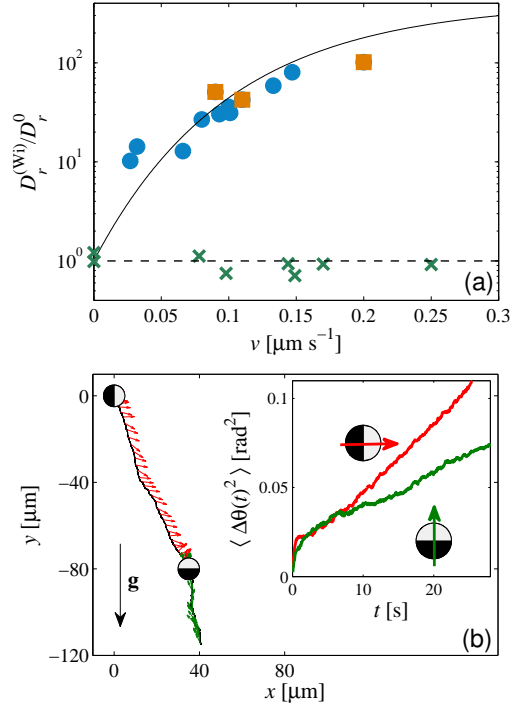 D_r^(Wi)/D_r^0
10^2
10^1
10^0
(a)
0 0.05 0.1 0.15 0.2 0.25 0.3
v [μm s⁻¹]
y [μm]
0
−40
−80
−120
g
0 40 80
x [μm]
⟨ Δθ(t)² ⟩ [rad²]
0.1
0.05
0
0 10 20
t [s]
(b)